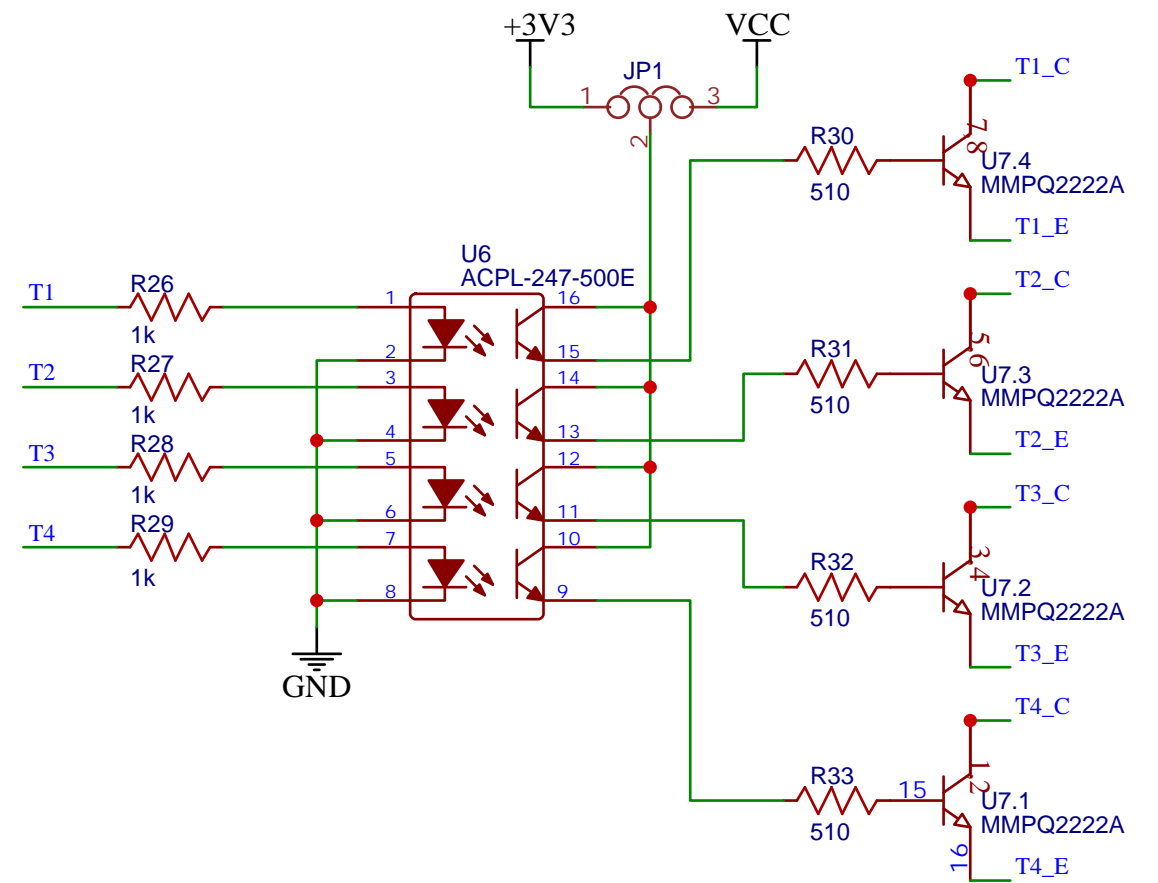 +3V3
VCC
JP1
1
3
2
T1_C
R30
510
7
8
U7.4
MMPQ2222A
T1_E
U6
ACPL-247-500E
T1
R26
1k
1
16
2
15
T2
R27
1k
3
14
4
13
T3
R28
1k
5
12
6
11
T4
R29
1k
7
10
8
9
GND
T2_C
R31
510
5
6
U7.3
MMPQ2222A
T2_E
T3_C
R32
510
3
4
U7.2
MMPQ2222A
T3_E
T4_C
R33
510
15
1
2
U7.1
MMPQ2222A
16
T4_E